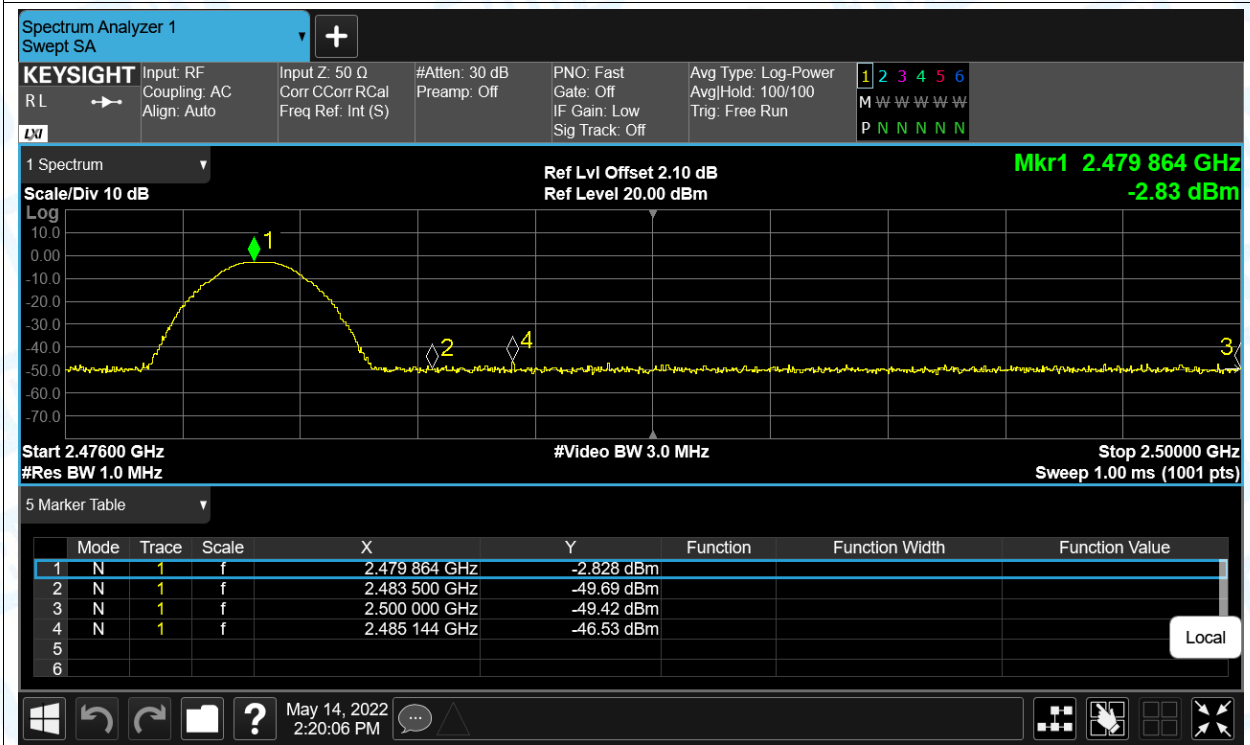 Spectrum Analyzer 1
Swept SA
KEYSIGHT Input: RF Input Z: 50 Ω #Atten: 30 dB PNO: Fast Avg Type: Log-Power 1 2 3 4 5 6
R L Coupling: AC Corr CCorr RCal Preamp: Off Gate: Off Avg|Hold: 100/100 M W W W W W
Align: Auto Freq Ref: Int (S) IF Gain: Low Trig: Free Run
LXI Sig Track: Off P N N N N N
1 Spectrum Ref Lvl Offset 2.10 dB Mkr1 2.479 864 GHz
Scale/Div 10 dB Ref Level 20.00 dBm -2.83 dBm
Log
10.0
1
0.00
-10.0
-20.0
-30.0
-40.0
2 4 3
-50.0
-60.0
-70.0
Start 2.47600 GHz #Video BW 3.0 MHz Stop 2.50000 GHz
#Res BW 1.0 MHz Sweep 1.00 ms (1001 pts)
5 Marker Table
Mode Trace Scale X Y Function Function Width Function Value
1 N 1 f 2.479 864 GHz -2.828 dBm
2 N 1 f 2.483 500 GHz -49.69 dBm
3 N 1 f 2.500 000 GHz -49.42 dBm
4 N 1 f 2.485 144 GHz -46.53 dBm
5
6
Local
? May 14, 2022
2:20:06 PM